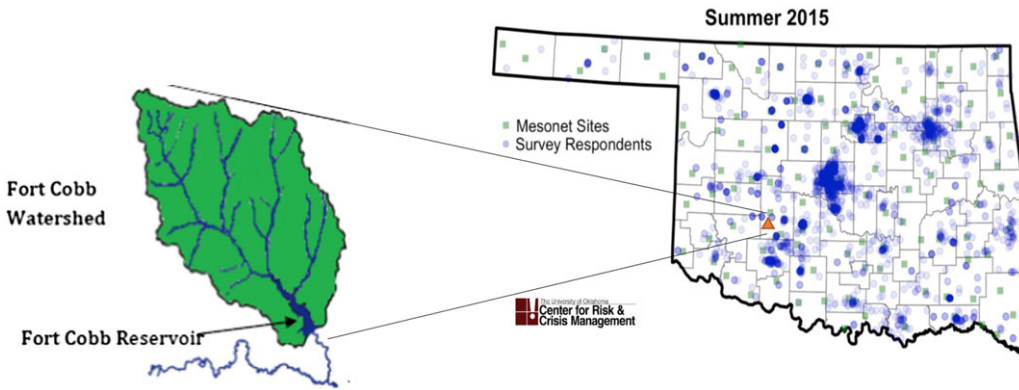 Summer 2015
Mesonet Sites
Survey Respondents
Fort Cobb
Watershed
Fort Cobb Reservoir
The University of Oklahoma
Center for Risk &
Crisis Management